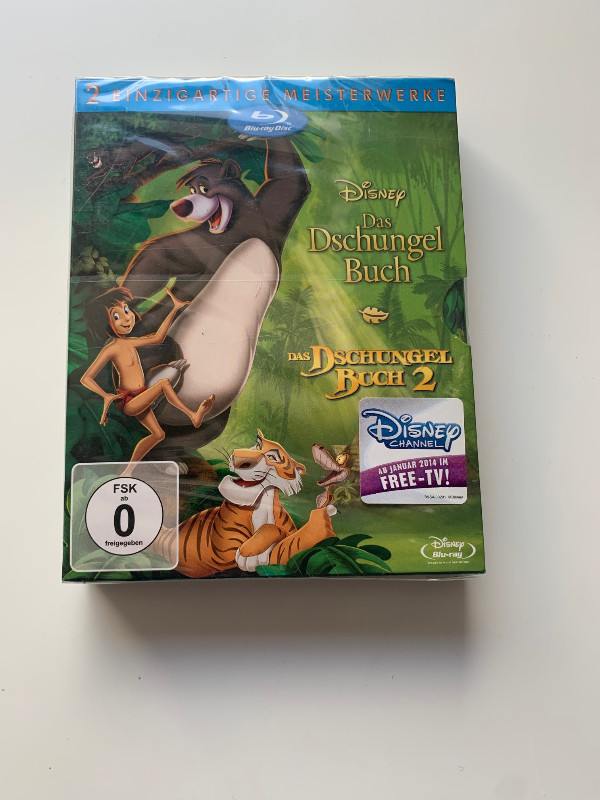 2 EINZIGARTIGE MEISTERWERKE
Blu-ray Disc
Disney
Das
Dschungel
Buch
DAS DSCHUNGEL
BUCH 2
Disney
CHANNEL
AB JANUAR 2014 IM
FREE-TV!
FSK
ab
0
freigegeben
Disney
Blu-ray